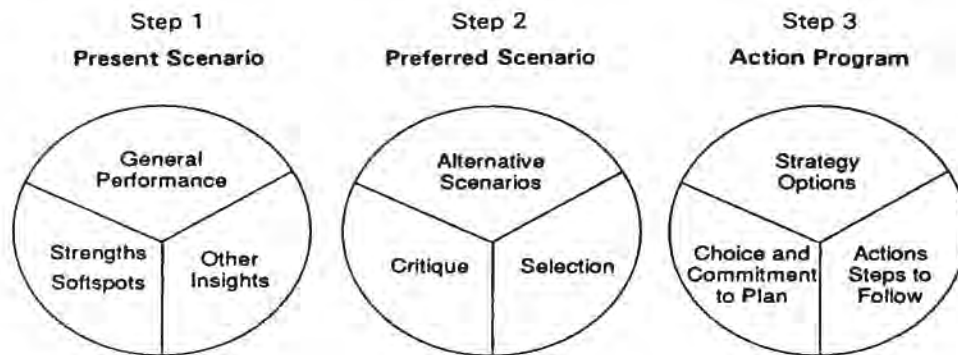 Step 1
Present Scenario
General
Performance
Strengths
Softspots
Other
Insights
Step 2
Preferred Scenario
Alternative
Scenarios
Critique
Selection
Step 3
Action Program
Strategy
Options
Choice and
Commitment
to Plan
Actions
Steps to
Follow